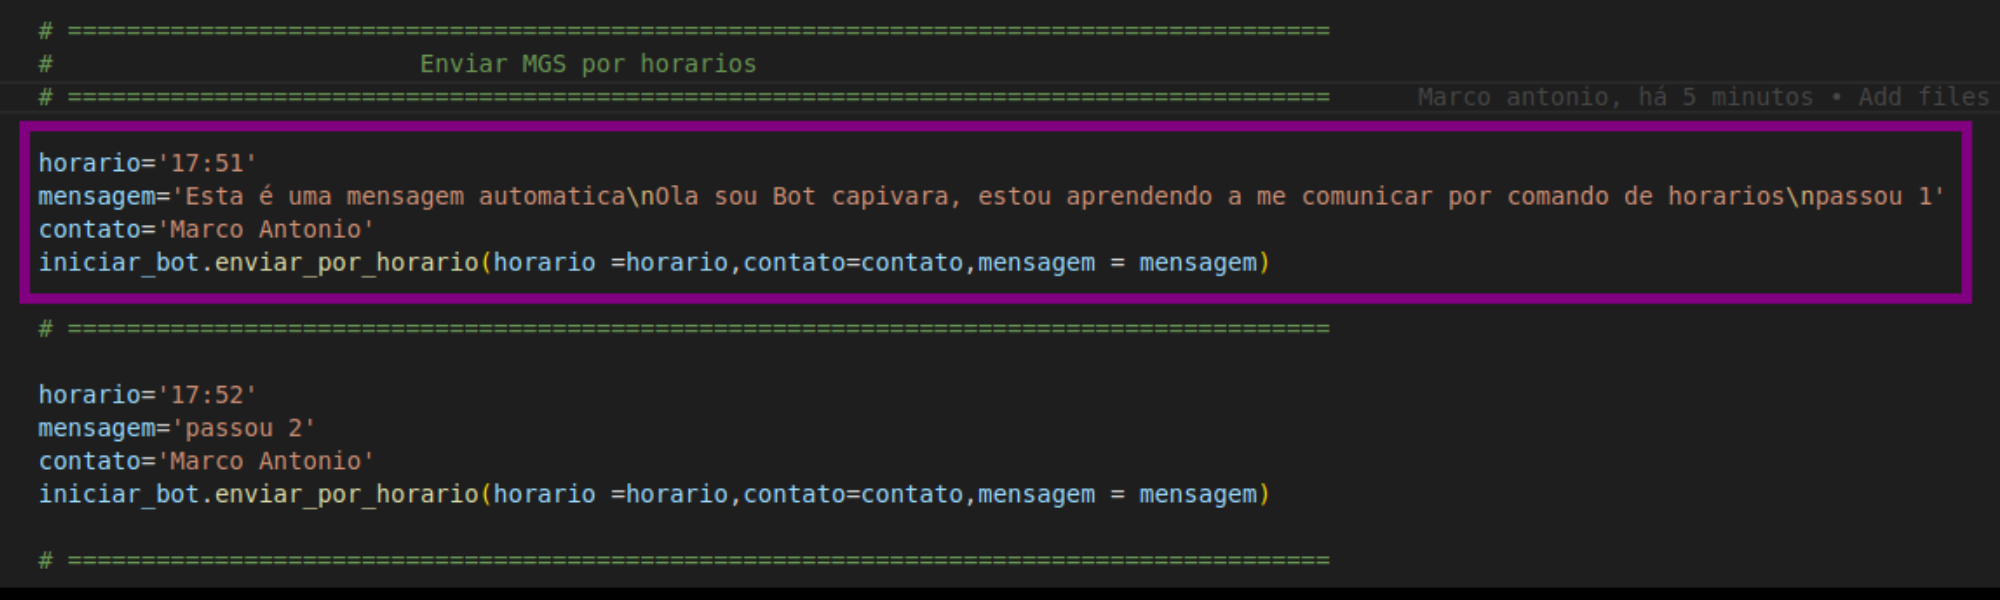 # ======================================================================================
# Enviar MGS por horarios
# ====================================================================================== Marco antonio, há 5 minutos • Add files
horario='17:51'
mensagem='Esta é uma mensagem automatica\nOla sou Bot capivara, estou aprendendo a me comunicar por comando de horarios\npassou 1'
contato='Marco Antonio'
iniciar_bot.enviar_por_horario(horario =horario,contato=contato,mensagem = mensagem)
# ======================================================================================
horario='17:52'
mensagem='passou 2'
contato='Marco Antonio'
iniciar_bot.enviar_por_horario(horario =horario,contato=contato,mensagem = mensagem)
# ======================================================================================